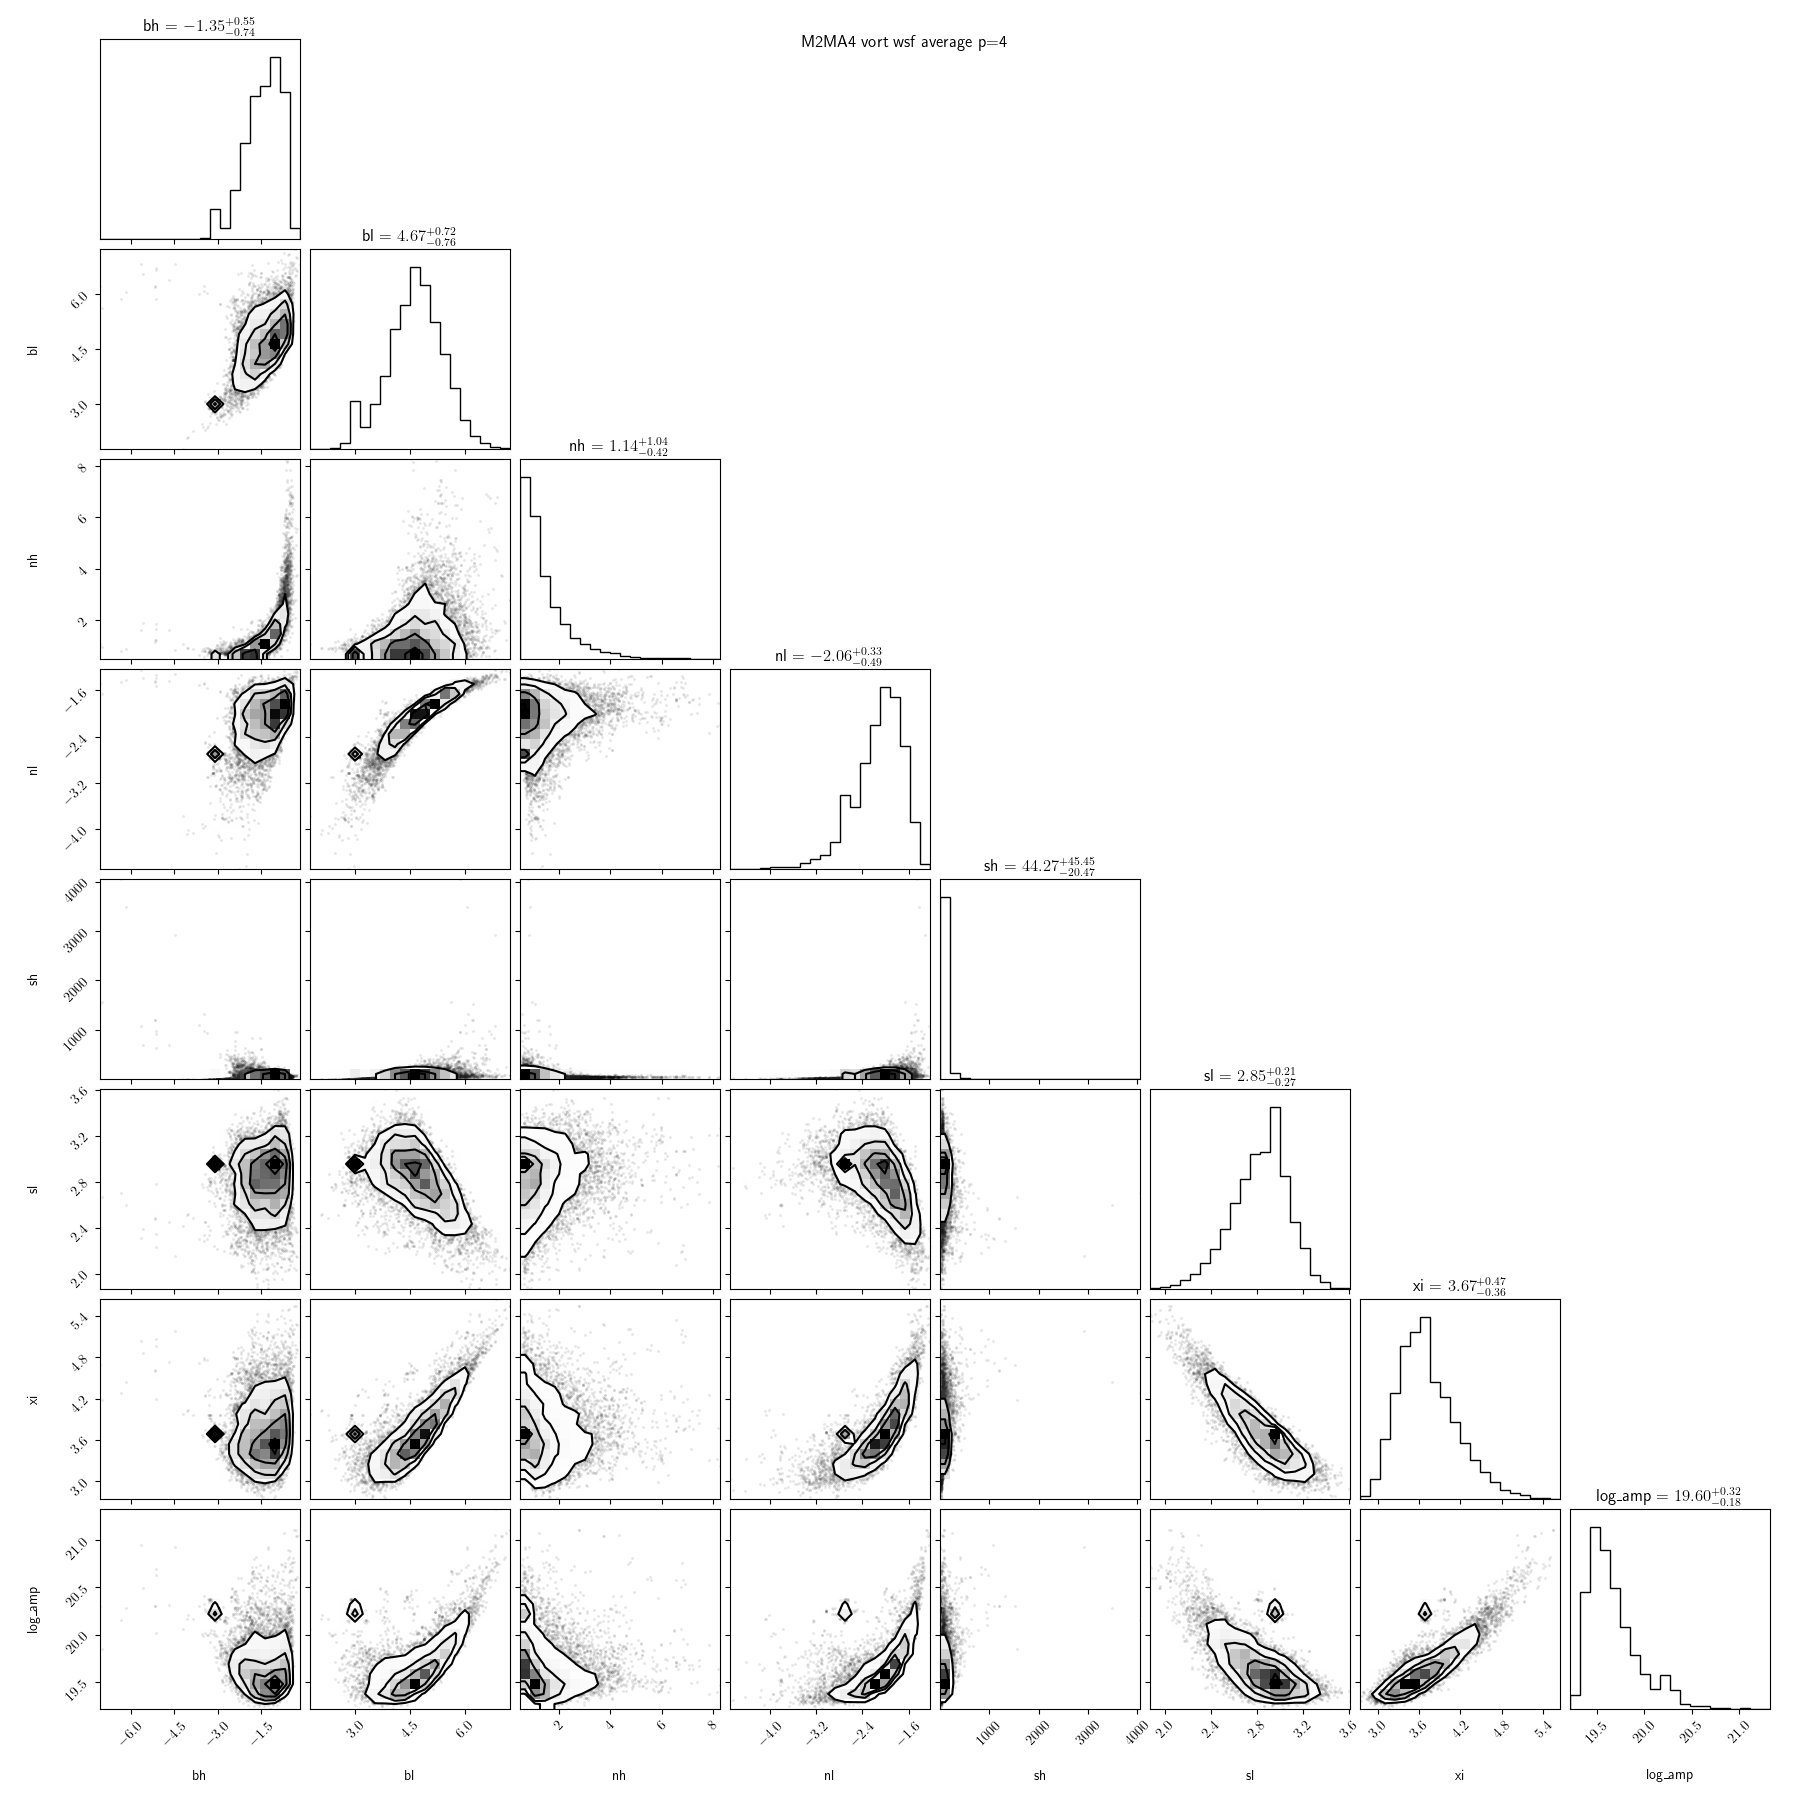 bh = −1.35+0.55 −0.74
M2MA4 vort wsf average p=4
bl = 4.67+0.72 −0.76
6.0
4.5
3.0
bl
nh = 1.14+1.04 −0.42
8
6
4
2
nh
nl = −2.06+0.33 −0.49
−1.6
−2.4
−3.2
−4.0
nl
sh = 44.27+45.45 −20.47
4000
3000
2000
1000
sh
sl = 2.85+0.21 −0.27
3.6
3.2
2.8
2.4
2.0
sl
xi = 3.67+0.47 −0.36
5.4
4.8
4.2
3.6
3.0
xi
log_amp = 19.60+0.32 −0.18
21.0
20.5
20.0
19.5
log_amp
−6.0 −4.5 −3.0 −1.5 3.0 4.5 6.0 2 4 6 8 −4.0 −3.2 −2.4 −1.6 1000 2000 3000 4000 2.0 2.4 2.8 3.2 3.6 3.0 3.6 4.2 4.8 5.4 19.5 20.0 20.5 21.0
bh bl nh nl sh sl xi log_amp